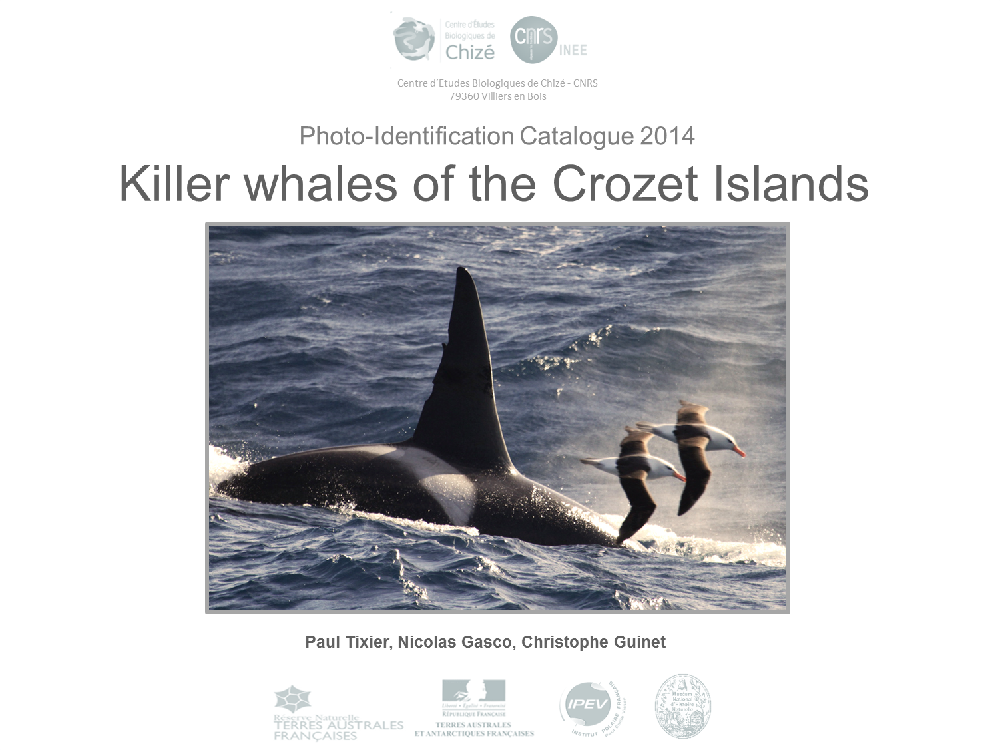 Centre d'Études
Biologiques de
Chizé
cnrs
INEE
Centre d’Etudes Biologiques de Chizé - CNRS
79360 Villiers en Bois
Photo-Identification Catalogue 2014
Killer whales of the Crozet Islands
Paul Tixier, Nicolas Gasco, Christophe Guinet
Réserve Naturelle
TERRES AUSTRALES
FRANÇAISES
Liberté • Égalité • Fraternité
RÉPUBLIQUE FRANÇAISE
TERRES AUSTRALES
ET ANTARCTIQUES FRANÇAISES
IPEV
INSTITUT POLAIRE FRANÇAIS
Paul Emile Victor
Muséum
National
d'Histoire
Naturelle